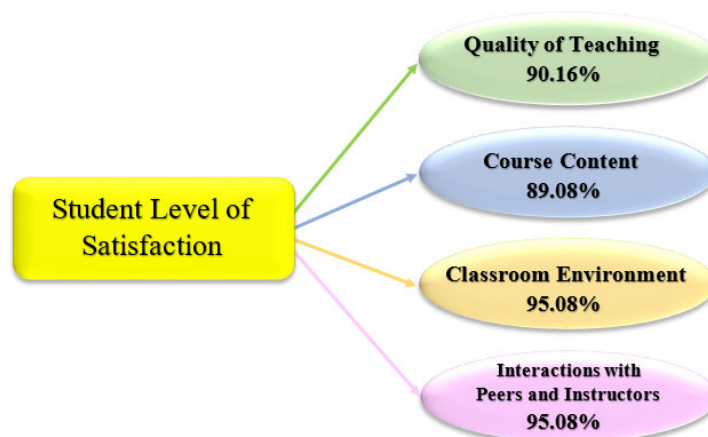 Student Level of
Satisfaction
Quality of Teaching
90.16%
Course Content
89.08%
Classroom Environment
95.08%
Interactions with
Peers and Instructors
95.08%